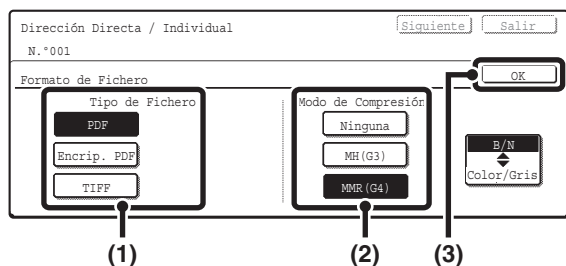 Dirección Directa / Individual
Siguiente
Salir
N.°001
Formato de Fichero
OK
Tipo de Fichero
PDF
Encrip. PDF
TIFF
Modo de Compresión
Ninguna
MH(G3)
MMR(G4)
B/N
Color/Gris
(1)
(2)
(3)